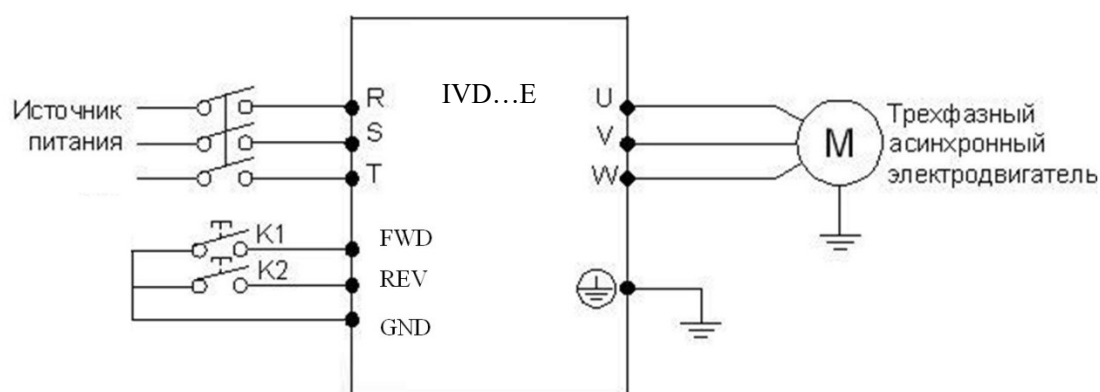 Источник
питания
R
S
T
IVD...E
U
V
W
M
Трехфазный
асинхронный
электродвигатель
K1
K2
FWD
REV
GND